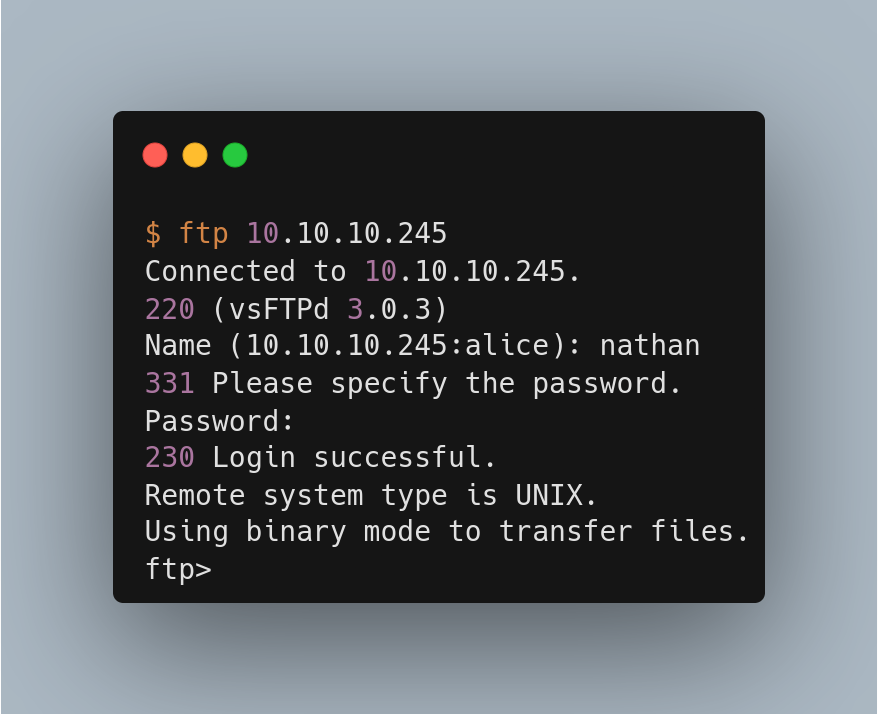 $ ftp 10.10.10.245
Connected to 10.10.10.245.
220 (vsFTPd 3.0.3)
Name (10.10.10.245:alice): nathan
331 Please specify the password.
Password:
230 Login successful.
Remote system type is UNIX.
Using binary mode to transfer files.
ftp>